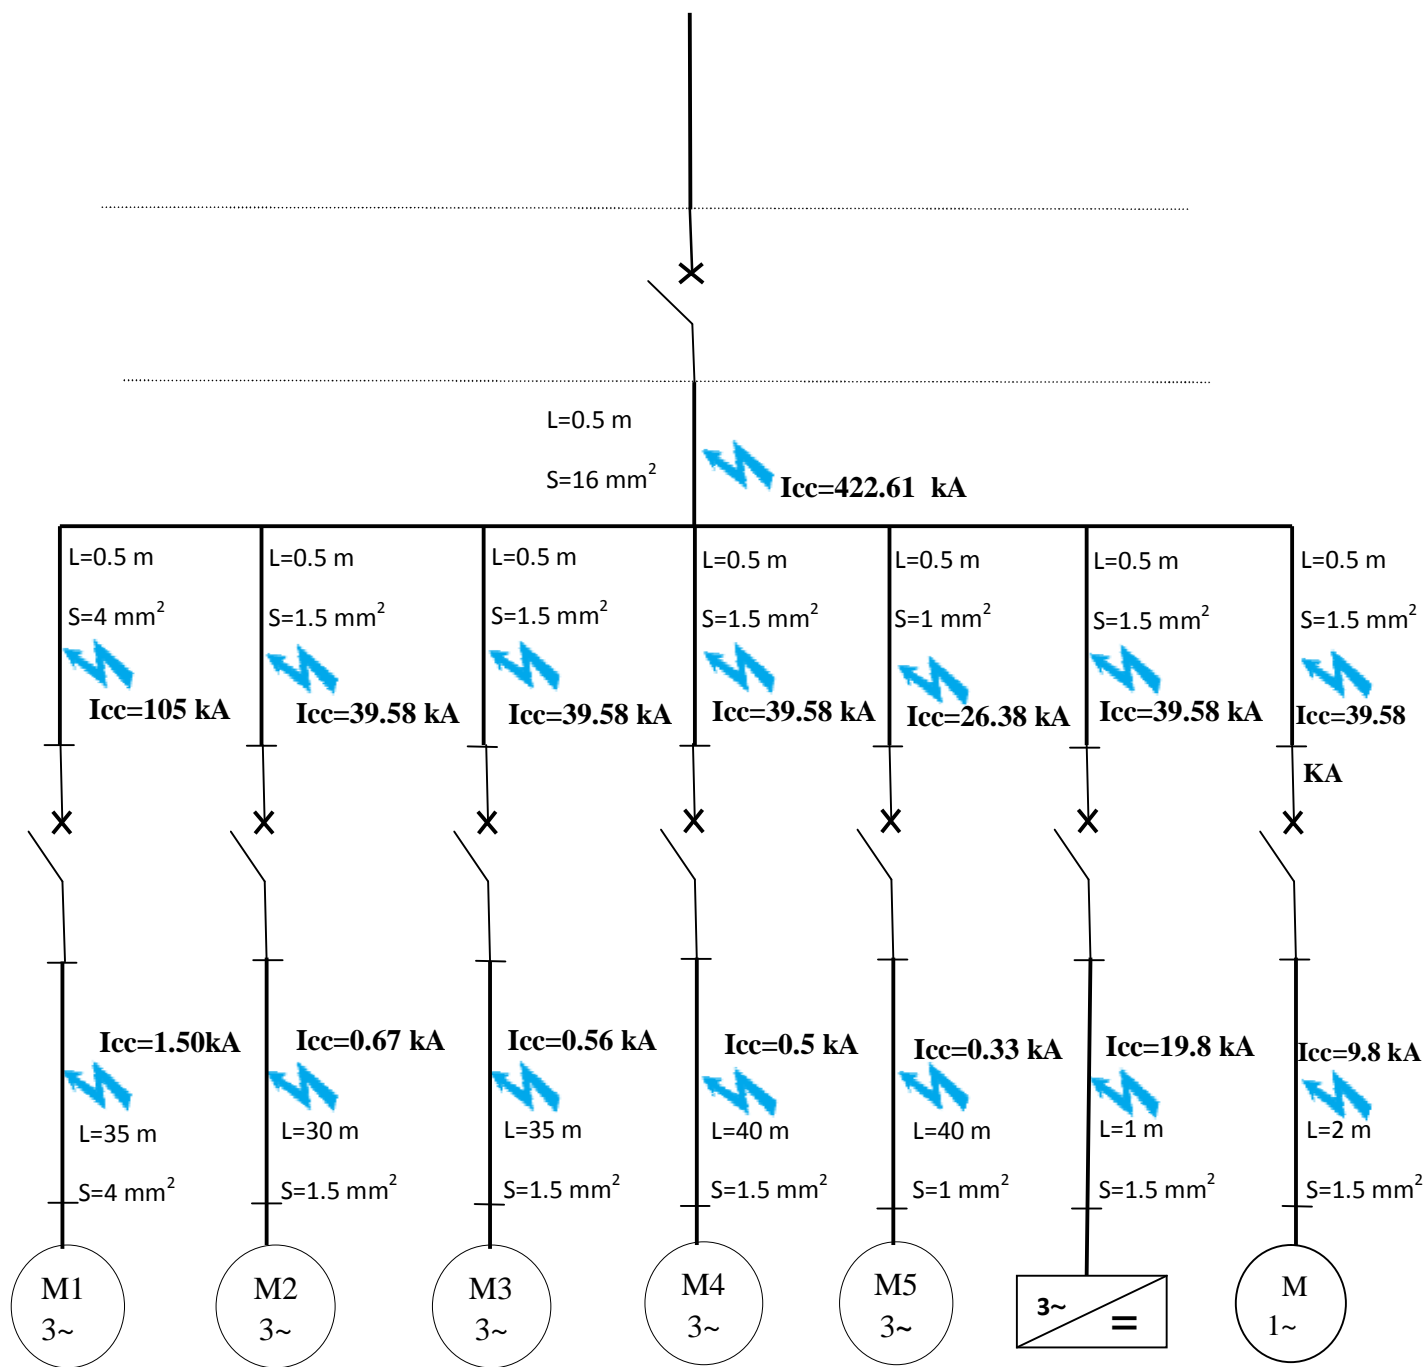 L=0.5 m
S=16 mm²
Icc=422.61 kA
L=0.5 m
S=4 mm²
Icc=105 kA
L=0.5 m
S=1.5 mm²
Icc=39.58 kA
L=0.5 m
S=1.5 mm²
Icc=39.58 kA
L=0.5 m
S=1.5 mm²
Icc=39.58 kA
L=0.5 m
S=1 mm²
Icc=26.38 kA
L=0.5 m
S=1.5 mm²
Icc=39.58 kA
L=0.5 m
S=1.5 mm²
Icc=39.58
KA
Icc=1.50kA
L=35 m
S=4 mm²
M1
3~
Icc=0.67 kA
L=30 m
S=1.5 mm²
M2
3~
Icc=0.56 kA
L=35 m
S=1.5 mm²
M3
3~
Icc=0.5 kA
L=40 m
S=1.5 mm²
M4
3~
Icc=0.33 kA
L=40 m
S=1 mm²
M5
3~
Icc=19.8 kA
L=1 m
S=1.5 mm²
3~
=
Icc=9.8 kA
L=2 m
S=1.5 mm²
M
1~